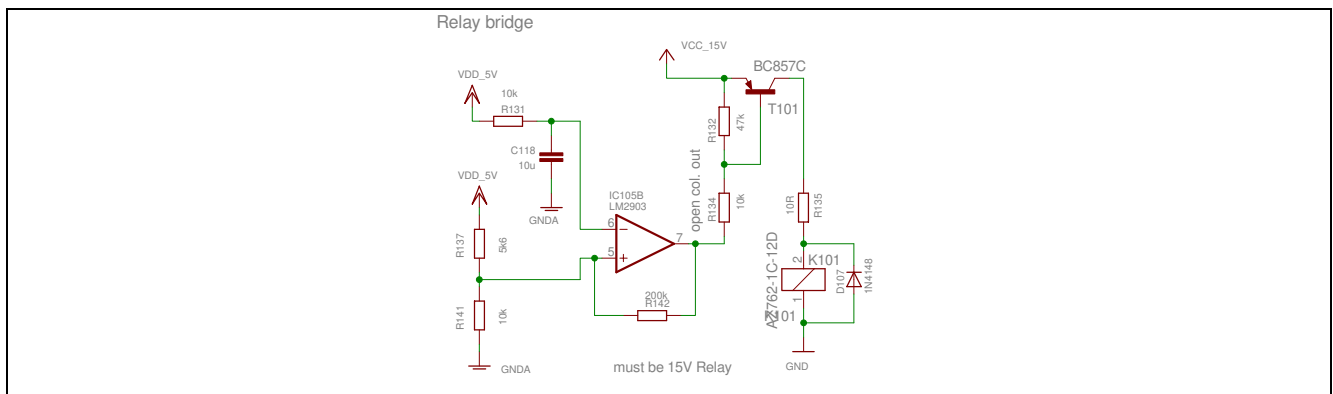 Relay bridge
VCC_15V
BC857C
T101
VDD_5V
10k
R131
R132
47k
C118
10u
GNDA
VDD_5V
open col. out
IC105B
LM2903
R134
10k
10R
R135
6
7
5
R137
5k6
2
K101
D107
1N4148
AZ762-1C-12D
200k
R142
1
K101
R141
10k
GNDA
must be 15V Relay
GND